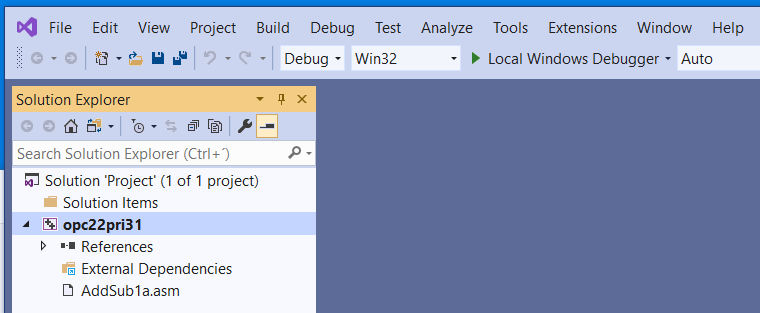 File Edit View Project Build Debug Test Analyze Tools Extensions Window Help
Debug Win32 Local Windows Debugger Auto
Solution Explorer
Search Solution Explorer (Ctrl+´)
Solution 'Project' (1 of 1 project)
Solution Items
opc22pri31
References
External Dependencies
AddSub1a.asm